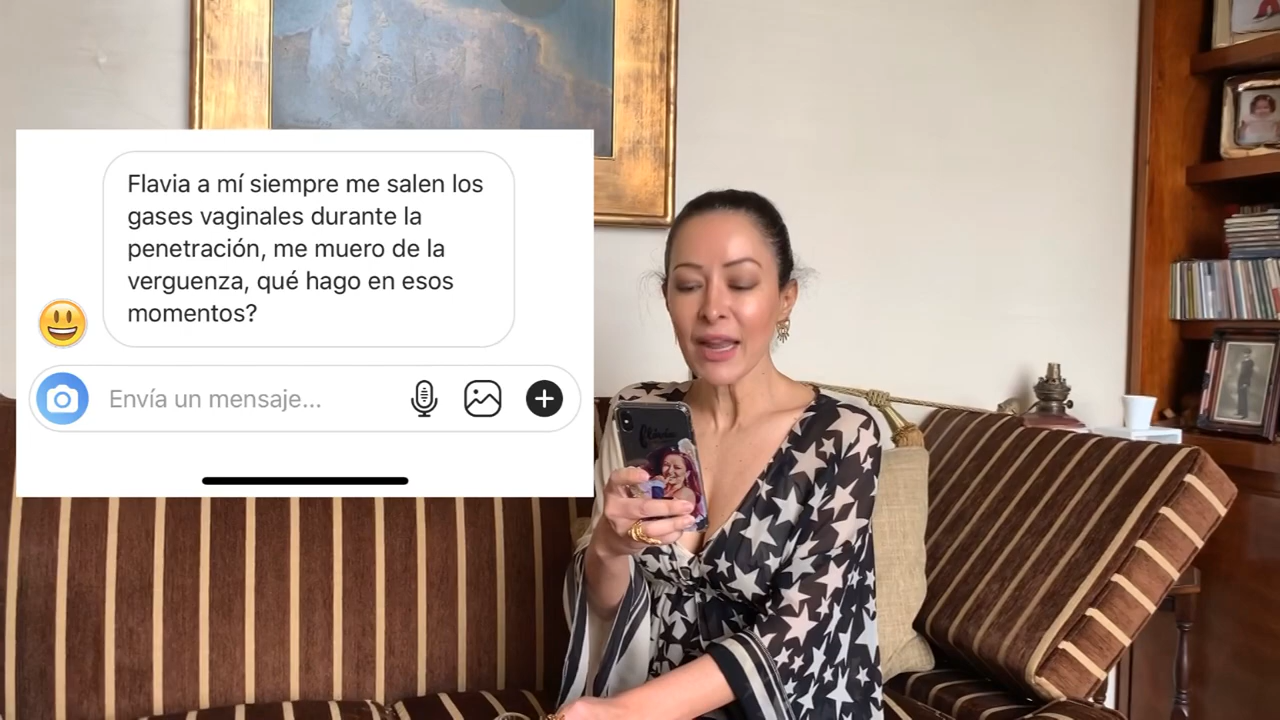 Flavia a mí siempre me salen los
gases vaginales durante la
penetración, me muero de la
verguenza, qué hago en esos
momentos?
Envía un mensaje...